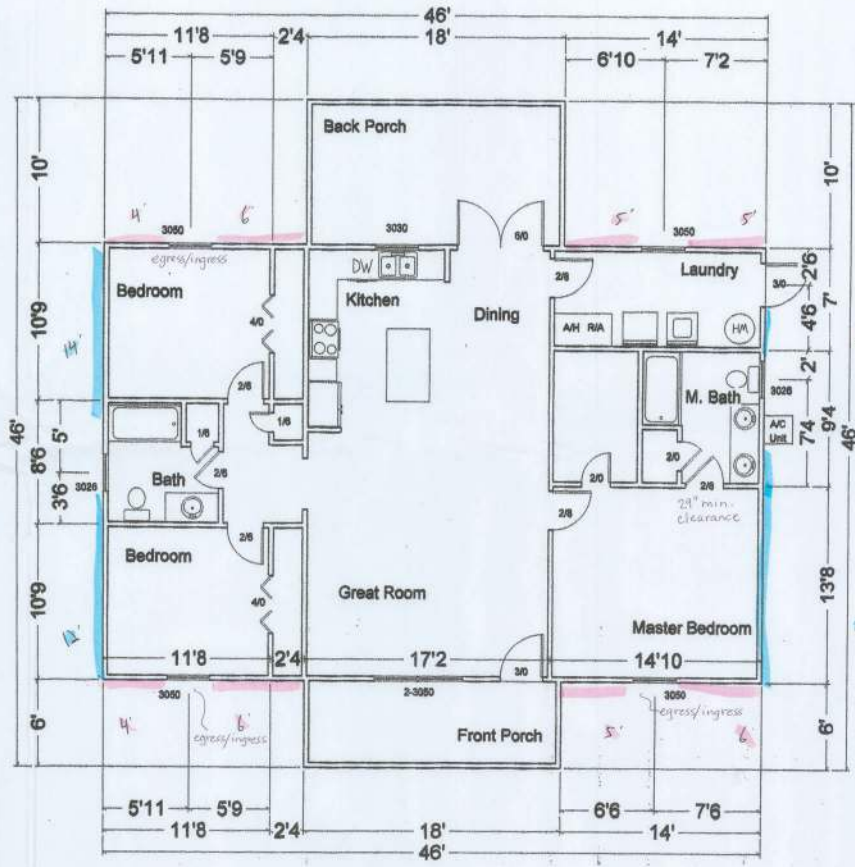 46'
11'8 2'4 18' 14'
5'11 5'9 6'10 7'2
Back Porch
10' 10'
4' 6 5' 5'
3050 3030 6/0 3050
egress/ingress
DW
Bedroom Kitchen Dining 2/6 Laundry 3/0 2'6
4/0 A/H R/A HM 4'6 7'
10'9 14'
2/6
1/6 1/6
M. Bath 3026 2'
A/C
Unit
7'4 9'4
46' 8'6 5' 46'
Bath 2/6 2/0
3026 3'6 2/0 2/6
2/8
29" min.
clearance
2/6
Bedroom
4/0
Great Room
10'9 13'8
Master Bedroom
11'8 2'4 17'2 3/0 14'10
3050 2-3050 3050
egress/ingress egress/ingress
4' 6' 5' 6
Front Porch
6' 6'
5'11 5'9 6'6 7'6
11'8 2'4 18' 14'
46'